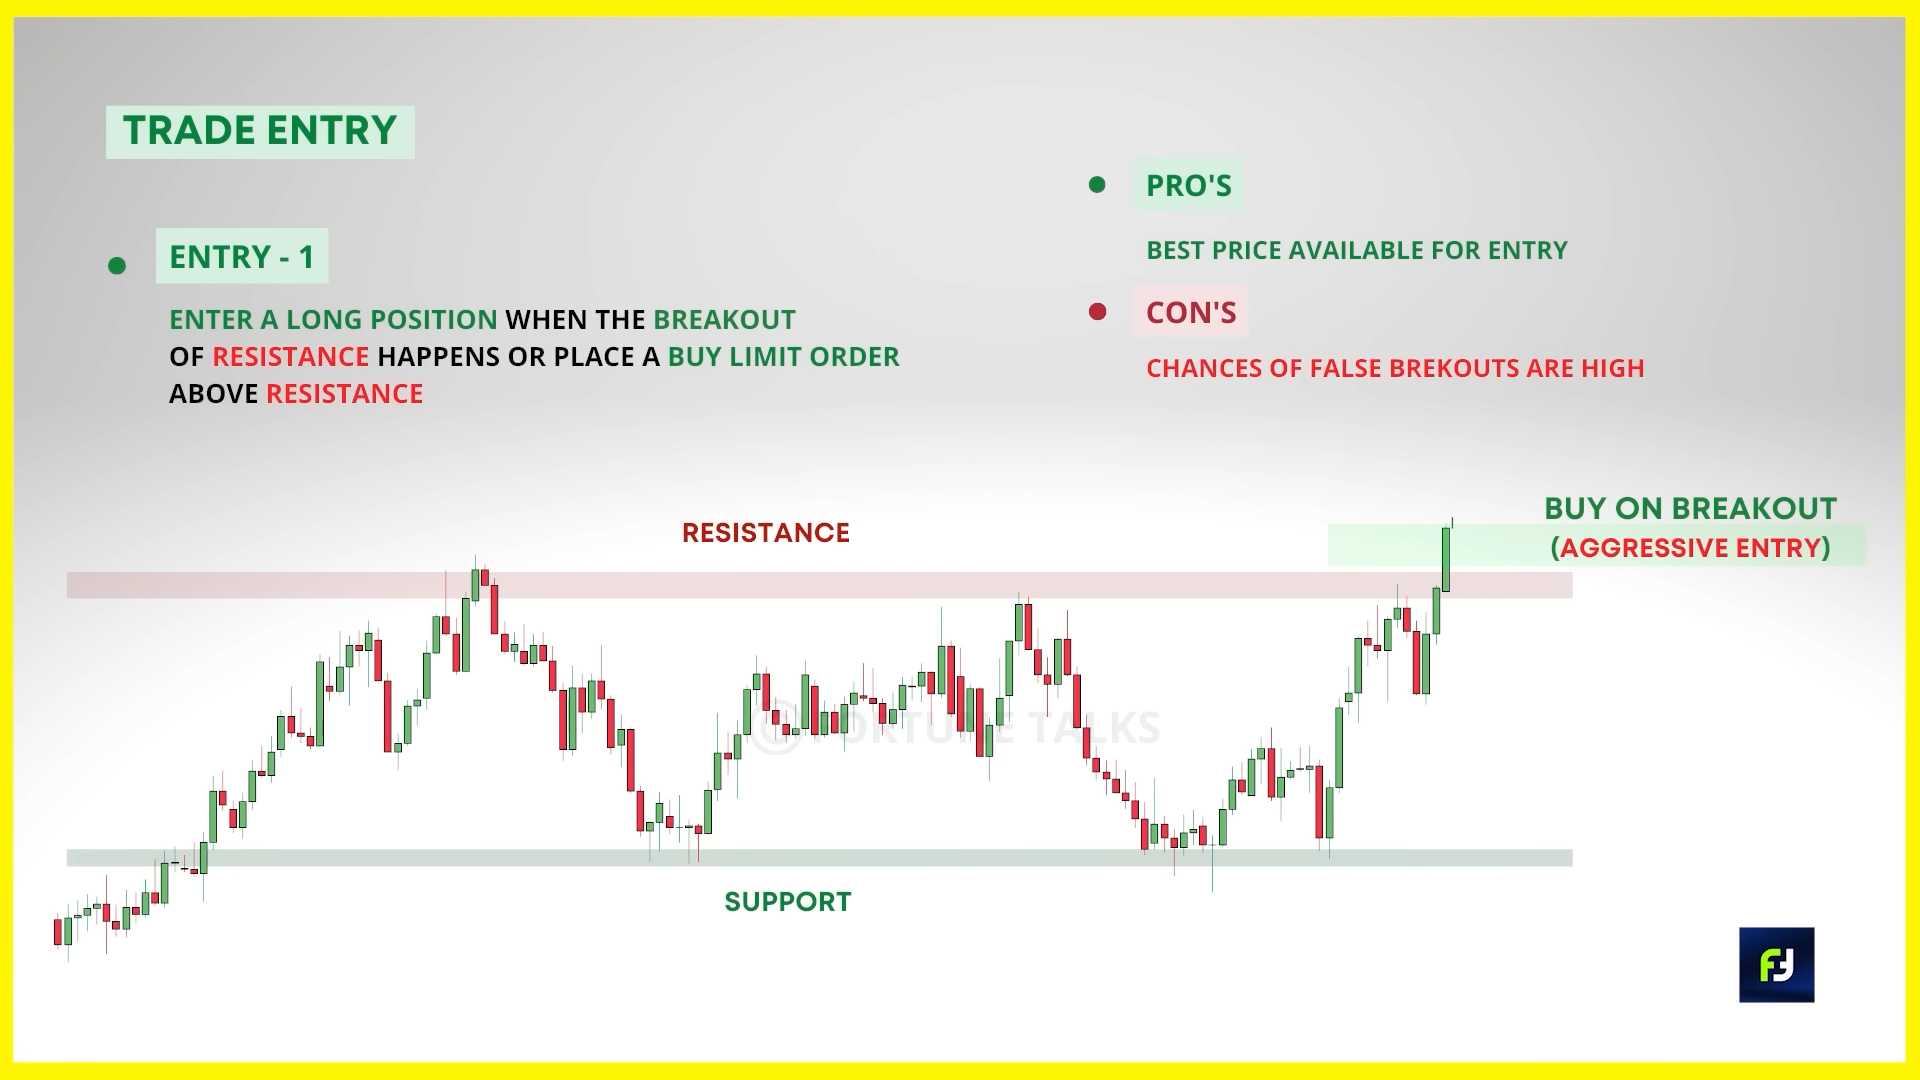 TRADE ENTRY
ENTRY - 1
ENTER A LONG POSITION WHEN THE BREAKOUT
OF RESISTANCE HAPPENS OR PLACE A BUY LIMIT ORDER
ABOVE RESISTANCE
PRO'S
BEST PRICE AVAILABLE FOR ENTRY
CON'S
CHANCES OF FALSE BREKOUTS ARE HIGH
BUY ON BREAKOUT
(AGGRESSIVE ENTRY)
RESISTANCE
© FORTUNE TALKS
SUPPORT